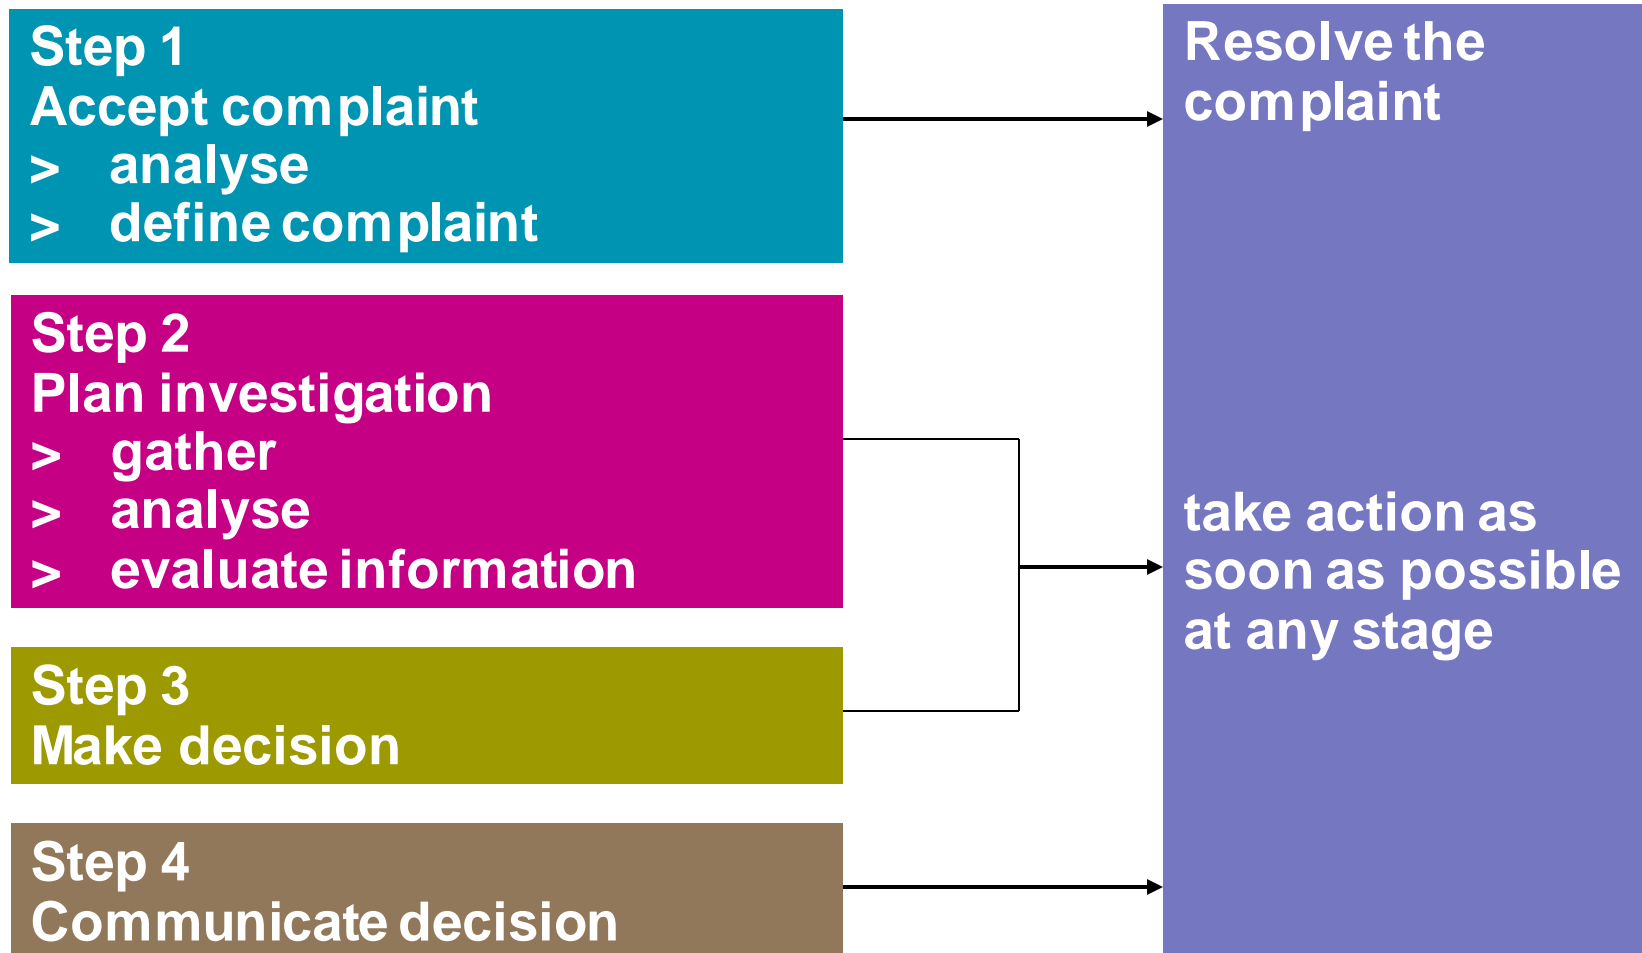 Step 1
Accept complaint
> analyse
> define complaint
Step 2
Plan investigation
> gather
> analyse
> evaluate information
Step 3
Make decision
Step 4
Communicate decision
Resolve the
complaint
take action as
soon as possible
at any stage